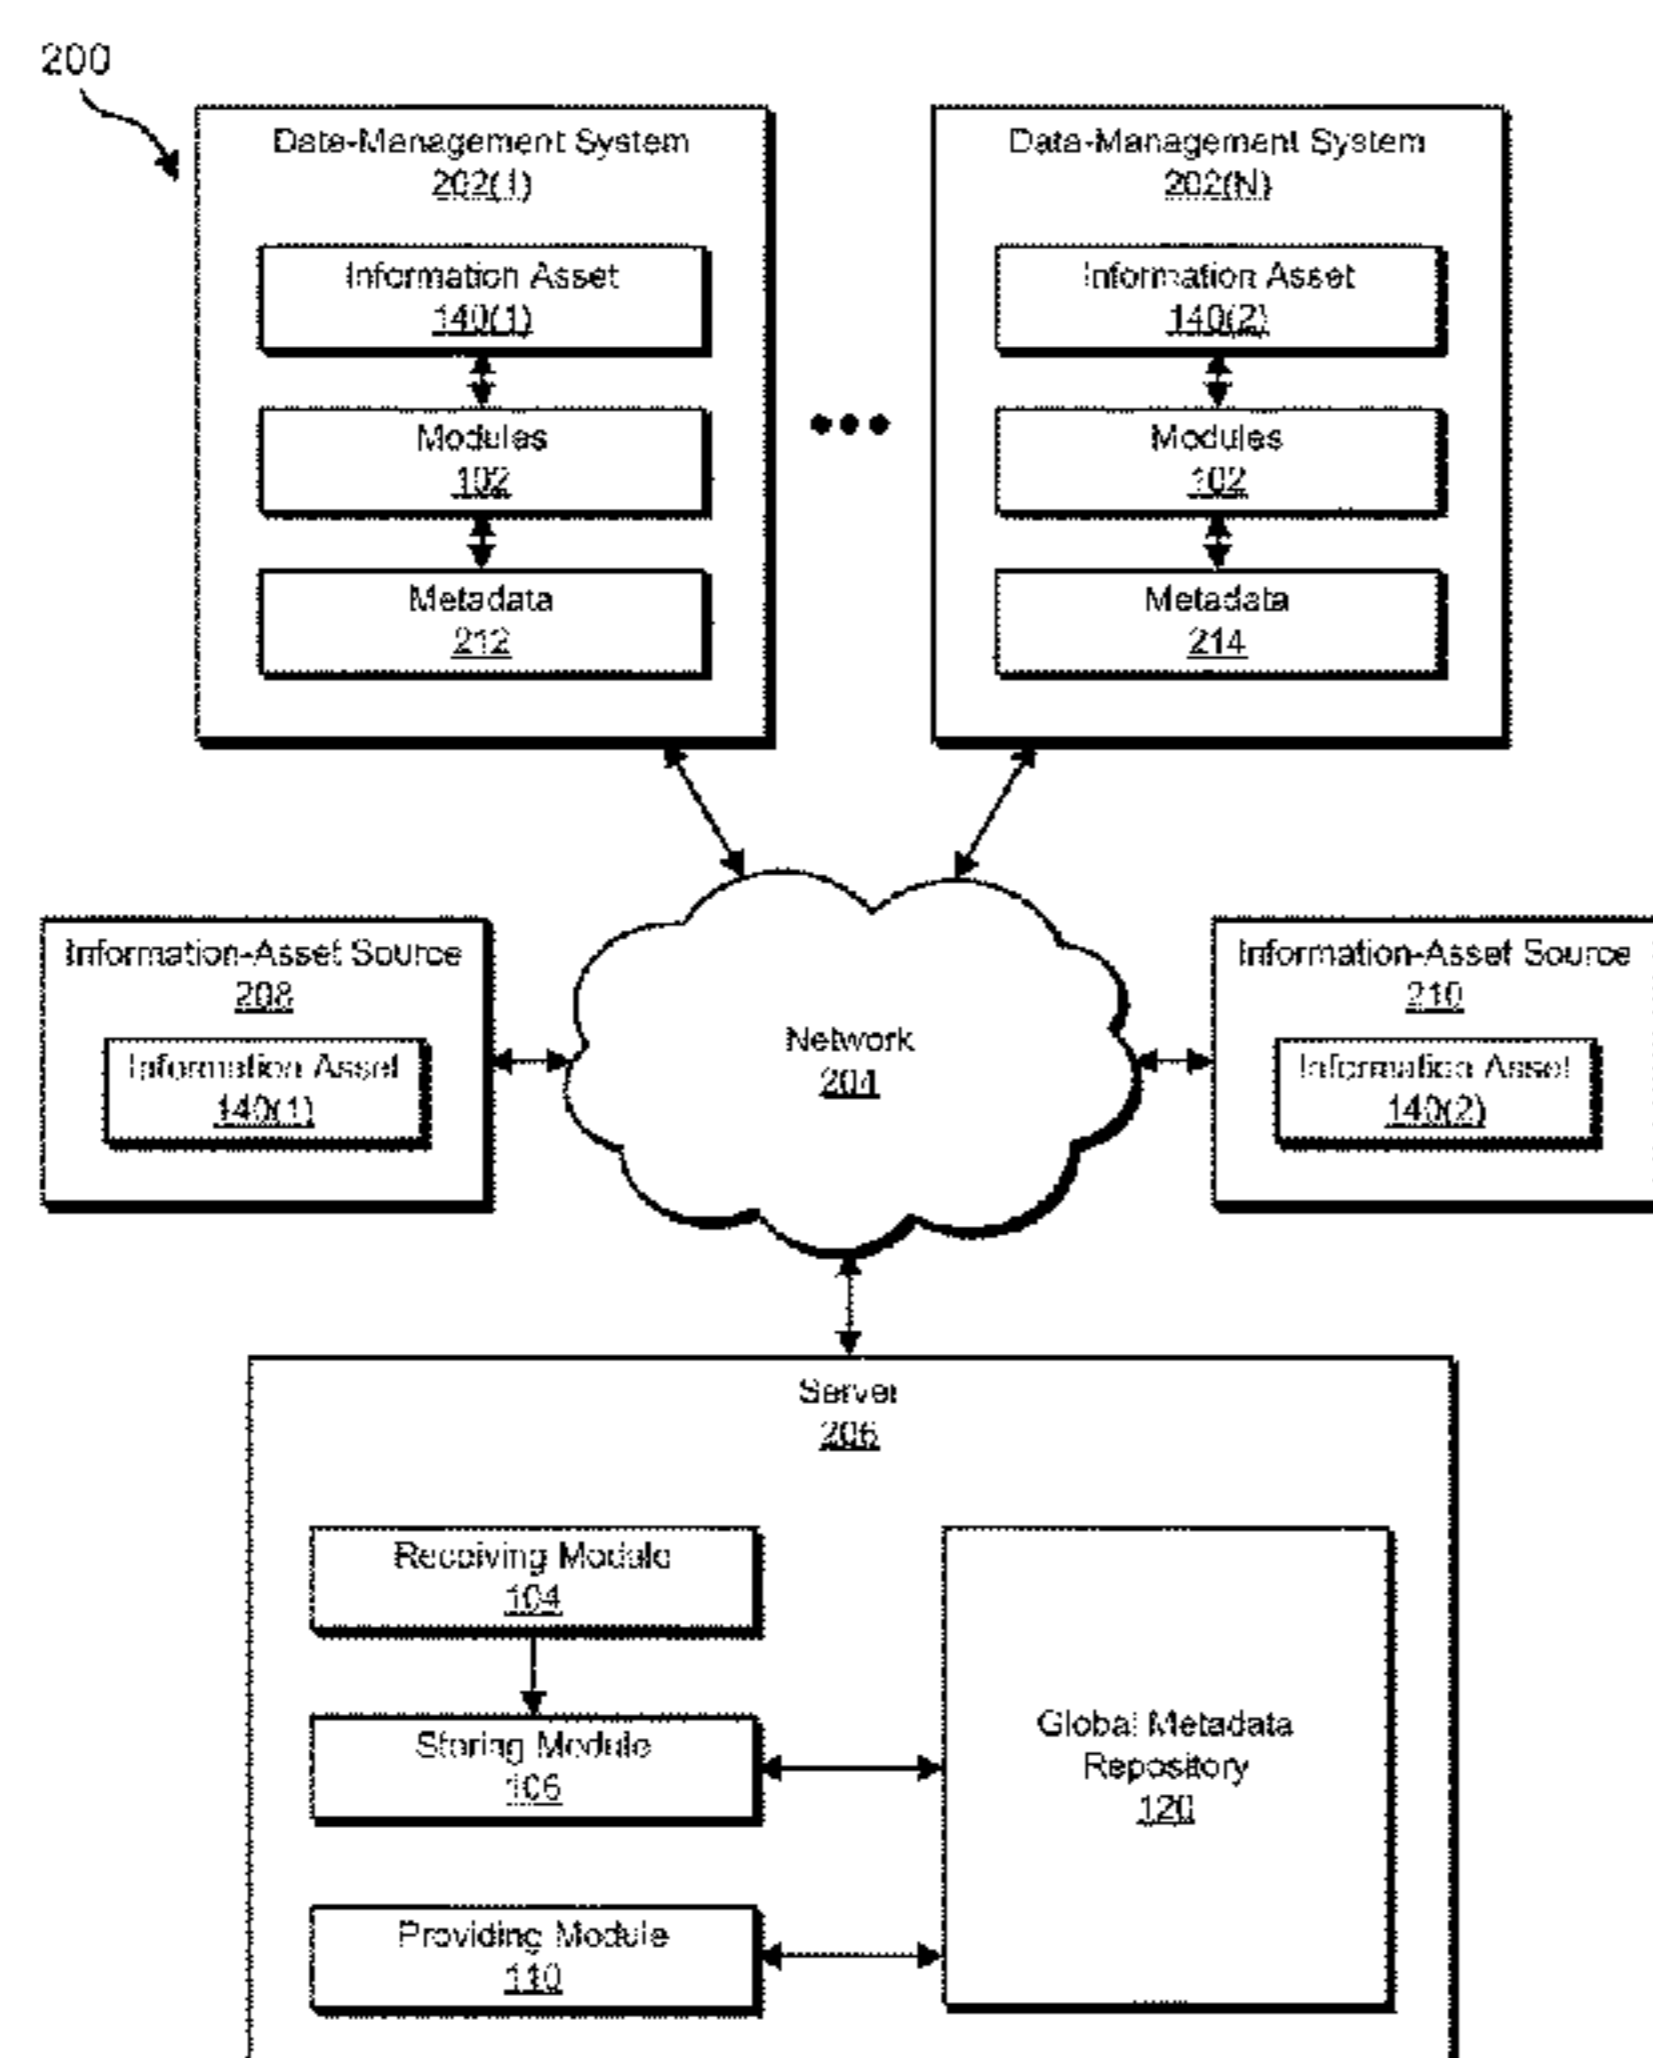 200
Data-Management System
202(1)
Information Asset
140(1)
Modules
102
Metadata
212
Data-Management System
202(N)
Information Asset
140(2)
Modules
102
Metadata
214
Information-Asset Source
208
Information Asset
140(1)
Network
204
Information-Asset Source
210
Information Asset
140(2)
Server
206
Receiving Module
104
Storing Module
106
Providing Module
110
Global Metadata
Repository
120